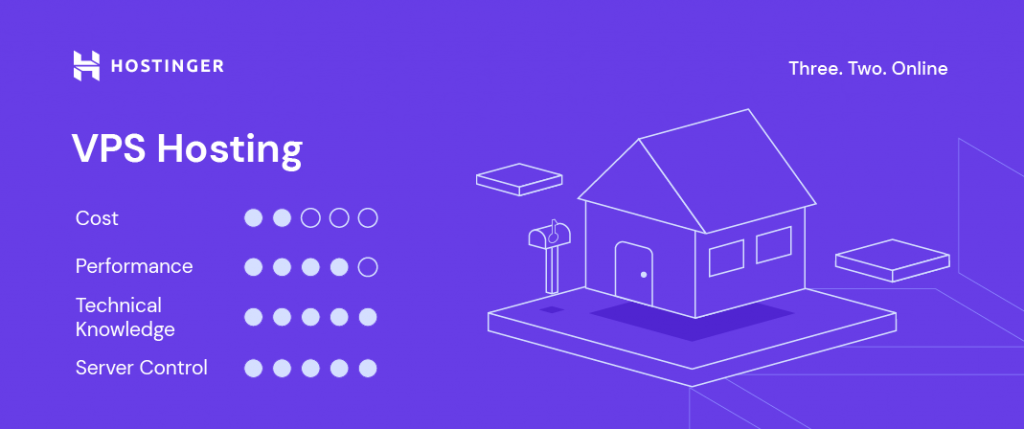 HOSTINGER
Three. Two. Online
VPS Hosting
Cost
Performance
Technical
Knowledge
Server Control